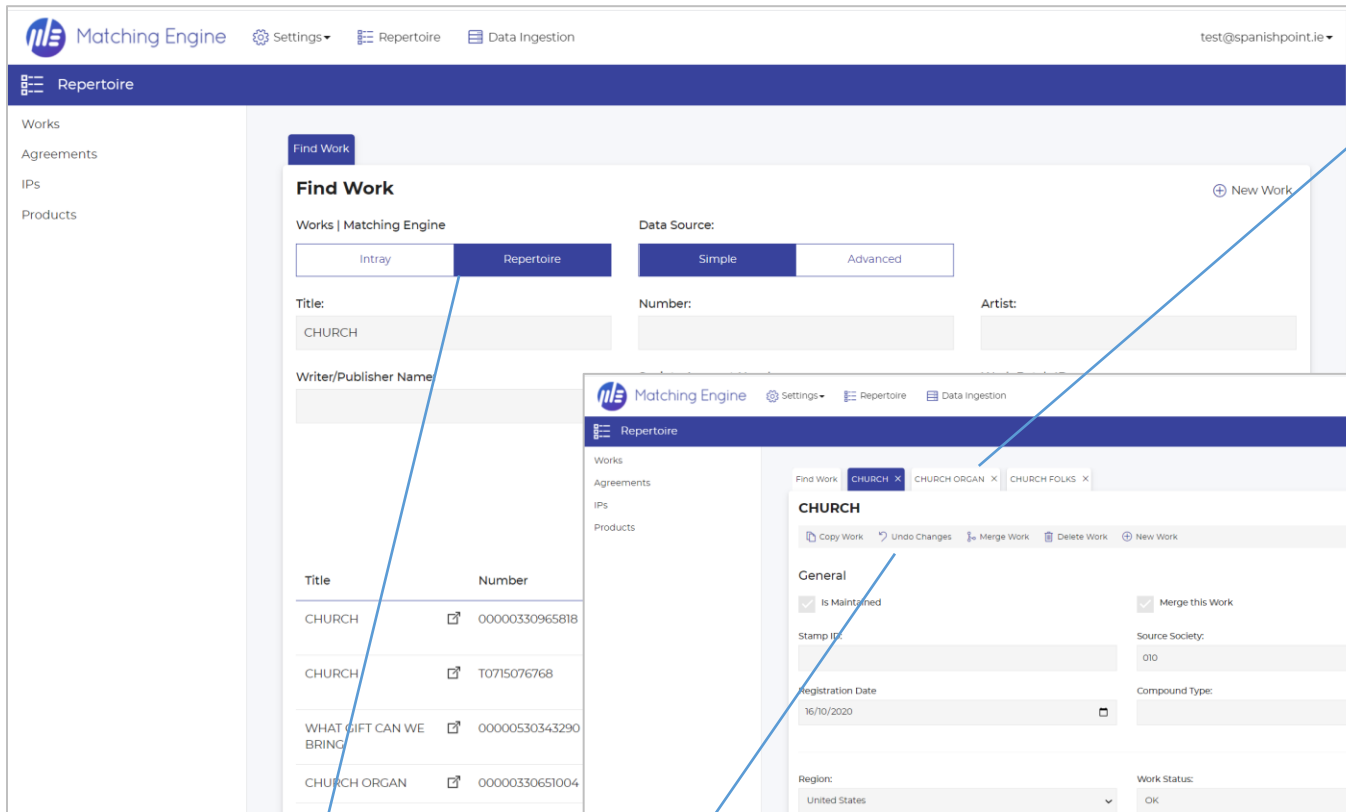 Matching Engine Settings Repertoire Data Ingestion test@spanishpoint.ie
Repertoire
Works
Agreements
IPs
Products
Find Work
Find Work New Work
Works | Matching Engine Data Source:
Intray Repertoire Simple Advanced
Title: Number: Artist:
CHURCH
Writer/Publisher Name
Title Number
CHURCH 00000330965818
CHURCH T0715076768
WHAT GIFT CAN WE 00000530343290
BRING
CHURCH ORGAN 00000330651004
Matching Engine Settings Repertoire Data Ingestion
Repertoire
Works
Agreements
IPs
Products
Find Work CHURCH X CHURCH ORGAN X CHURCH FOLKS X
CHURCH
Copy Work Undo Changes Merge Work Delete Work New Work
General
Is Maintained Merge this Work
Stamp ID: Source Society:
010
Registration Date Compound Type:
16/10/2020
Region: Work Status:
United States OK